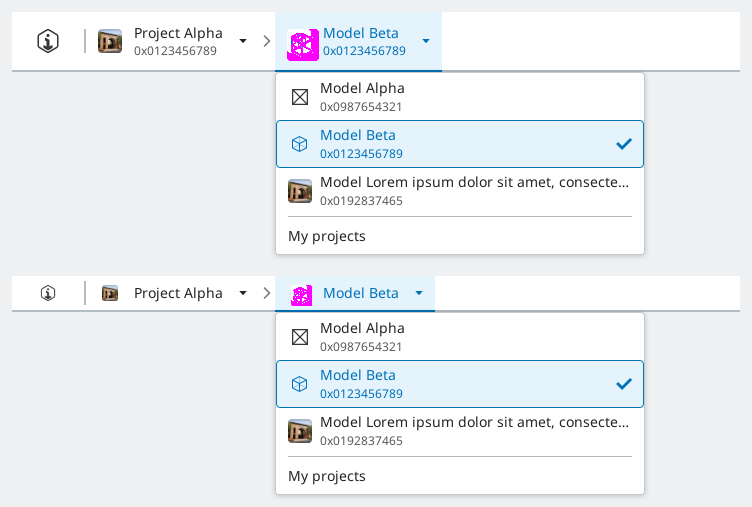 Project Alpha
0x0123456789
Model Beta
0x0123456789
Model Alpha
0x0987654321
Model Beta
0x0123456789
Model Lorem ipsum dolor sit amet, consecte...
0x0192837465
My projects
Project Alpha
Model Beta
Model Alpha
0x0987654321
Model Beta
0x0123456789
Model Lorem ipsum dolor sit amet, consecte...
0x0192837465
My projects